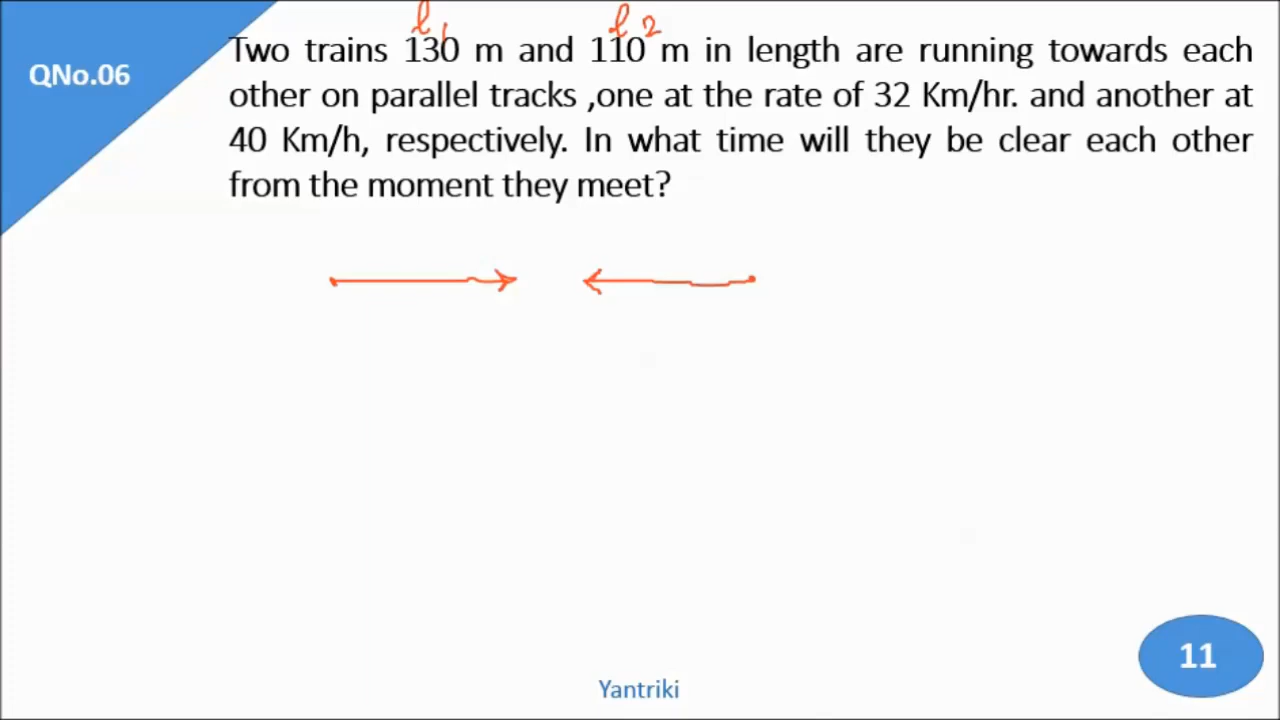 l1 l2
QNo.06
Two trains 130 m and 110 m in length are running towards each
other on parallel tracks ,one at the rate of 32 Km/hr. and another at
40 Km/h, respectively. In what time will they be clear each other
from the moment they meet?
11
Yantriki